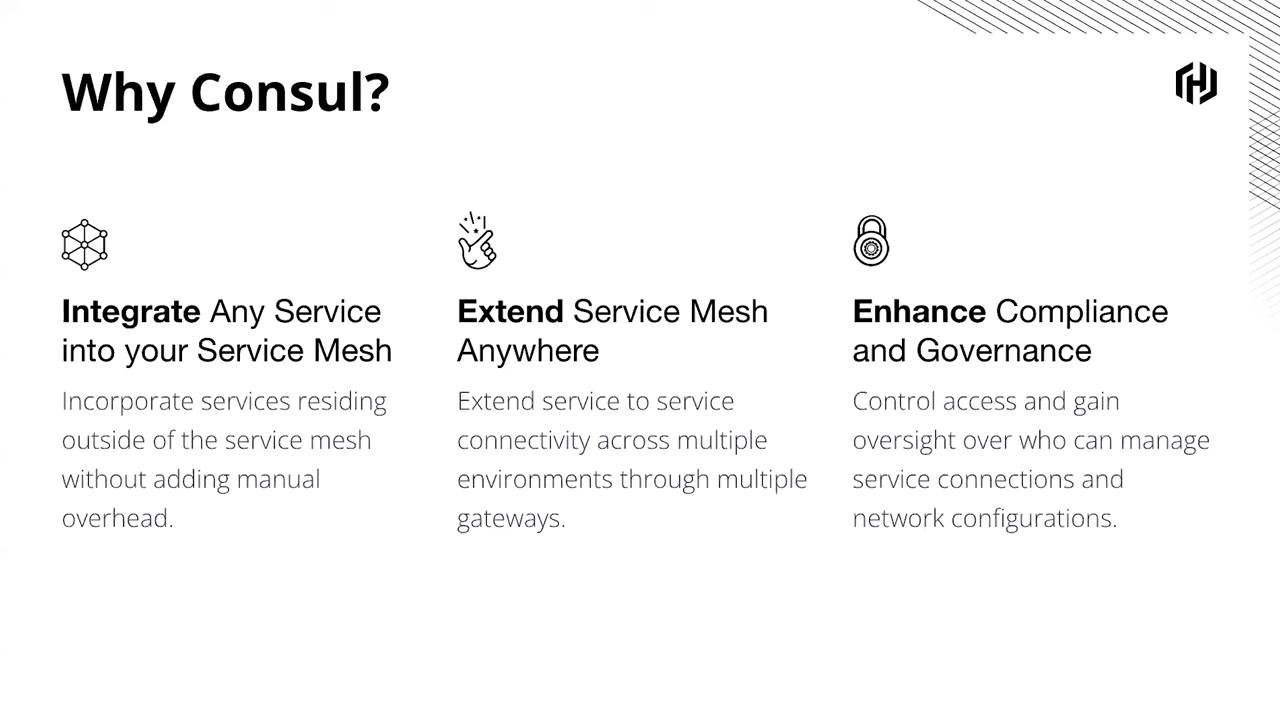 Why Consul?
Integrate Any Service
into your Service Mesh
Incorporate services residing
outside of the service mesh
without adding manual
overhead.
Extend Service Mesh
Anywhere
Extend service to service
connectivity across multiple
environments through multiple
gateways.
Enhance Compliance
and Governance
Control access and gain
oversight over who can manage
service connections and
network configurations.